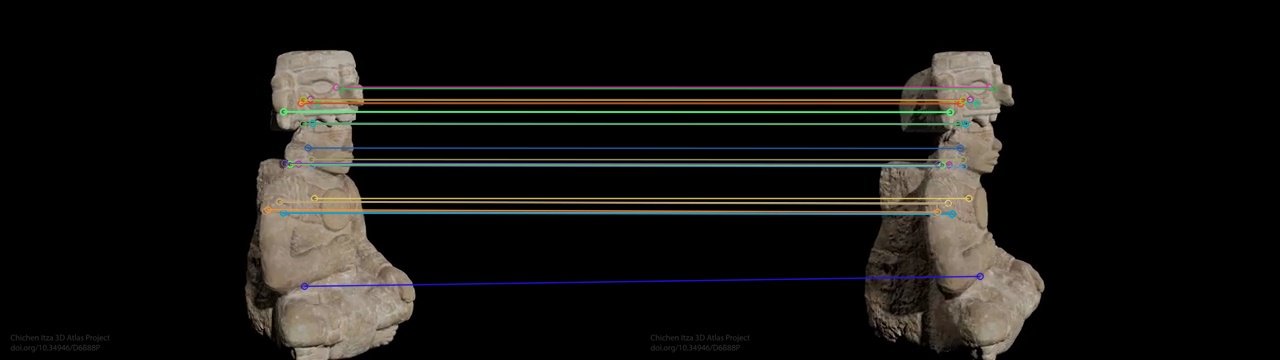 Chichen Itza 3D Atlas Project
doi.org/10.34946/D6B88P
Chichen Itza 3D Atlas Project
doi.org/10.34946/D6B88P